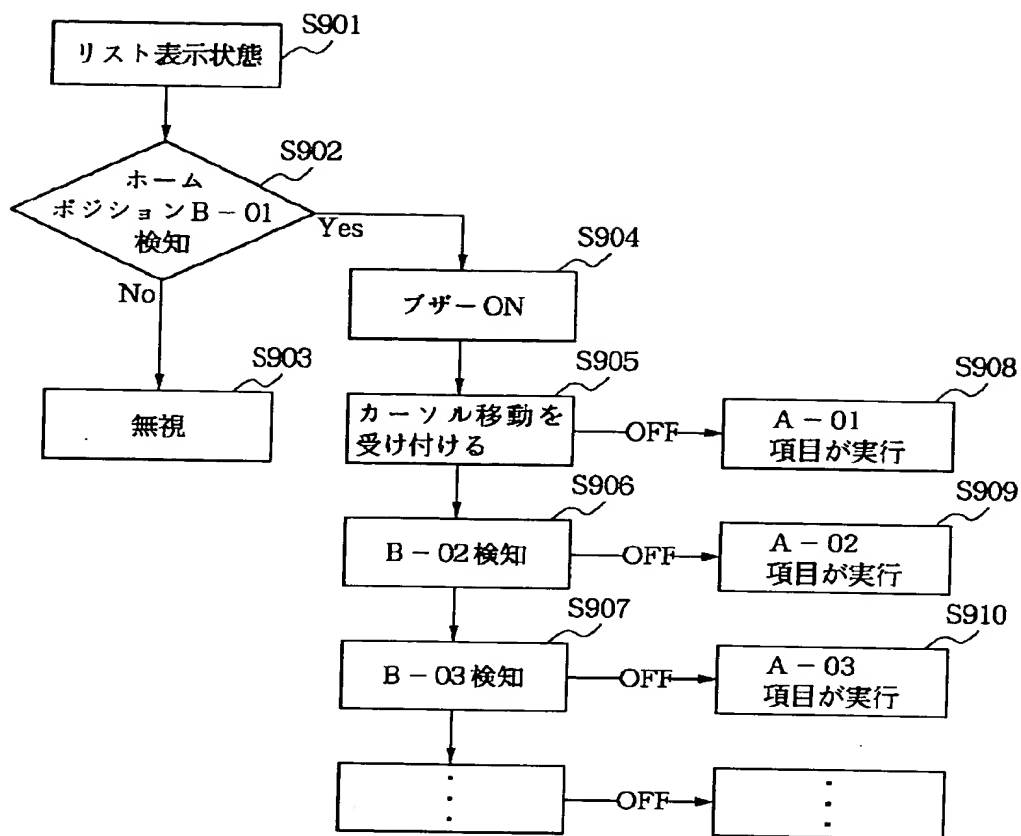 S901
リスト表示状態
S902
ホーム
ポジションB-01
検知
Yes
No
S903
無視
S904
ブザーON
S905
カーソル移動を
受け付ける
OFF
S908
A-01
項目が実行
S906
B-02検知
OFF
S909
A-02
項目が実行
S907
B-03検知
OFF
S910
A-03
項目が実行
OFF